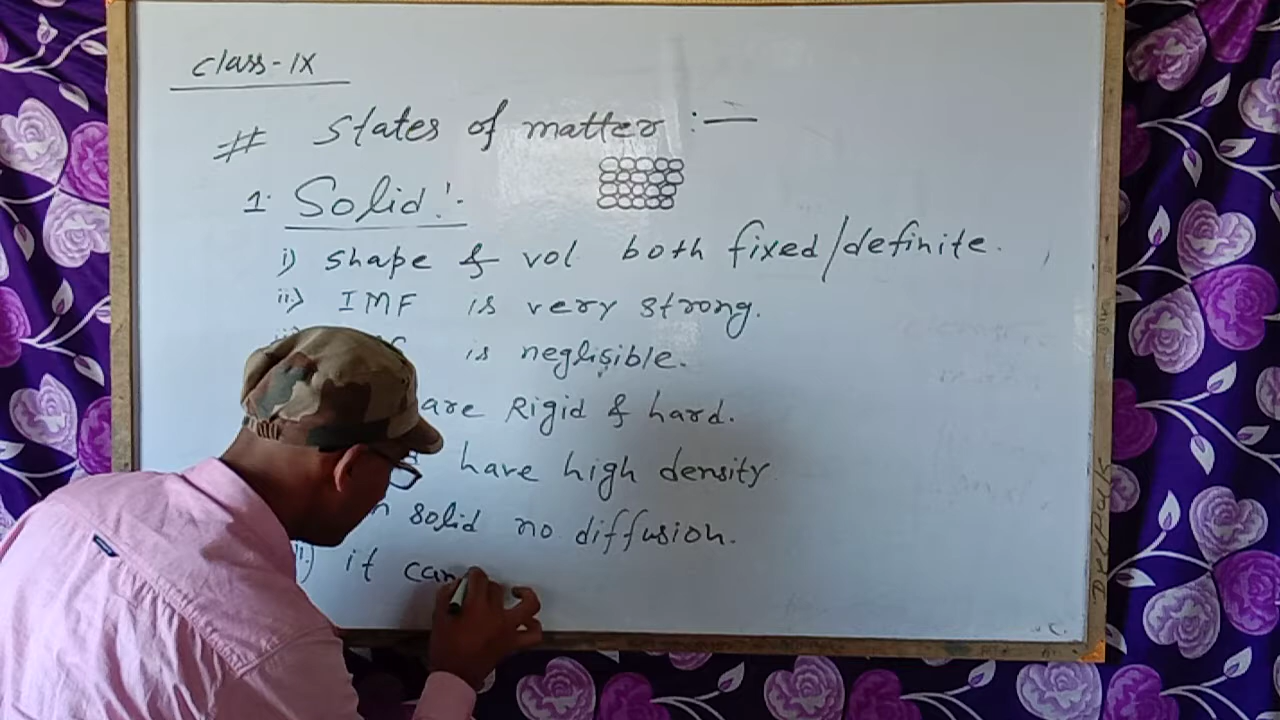 class-IX
# States of matter :—
1. Solid :-
i) shape & vol both fixed/definite.
ii.) IMF is very strong.
is negligible.
are Rigid & hard.
have high density
solid no diffusion.
it can